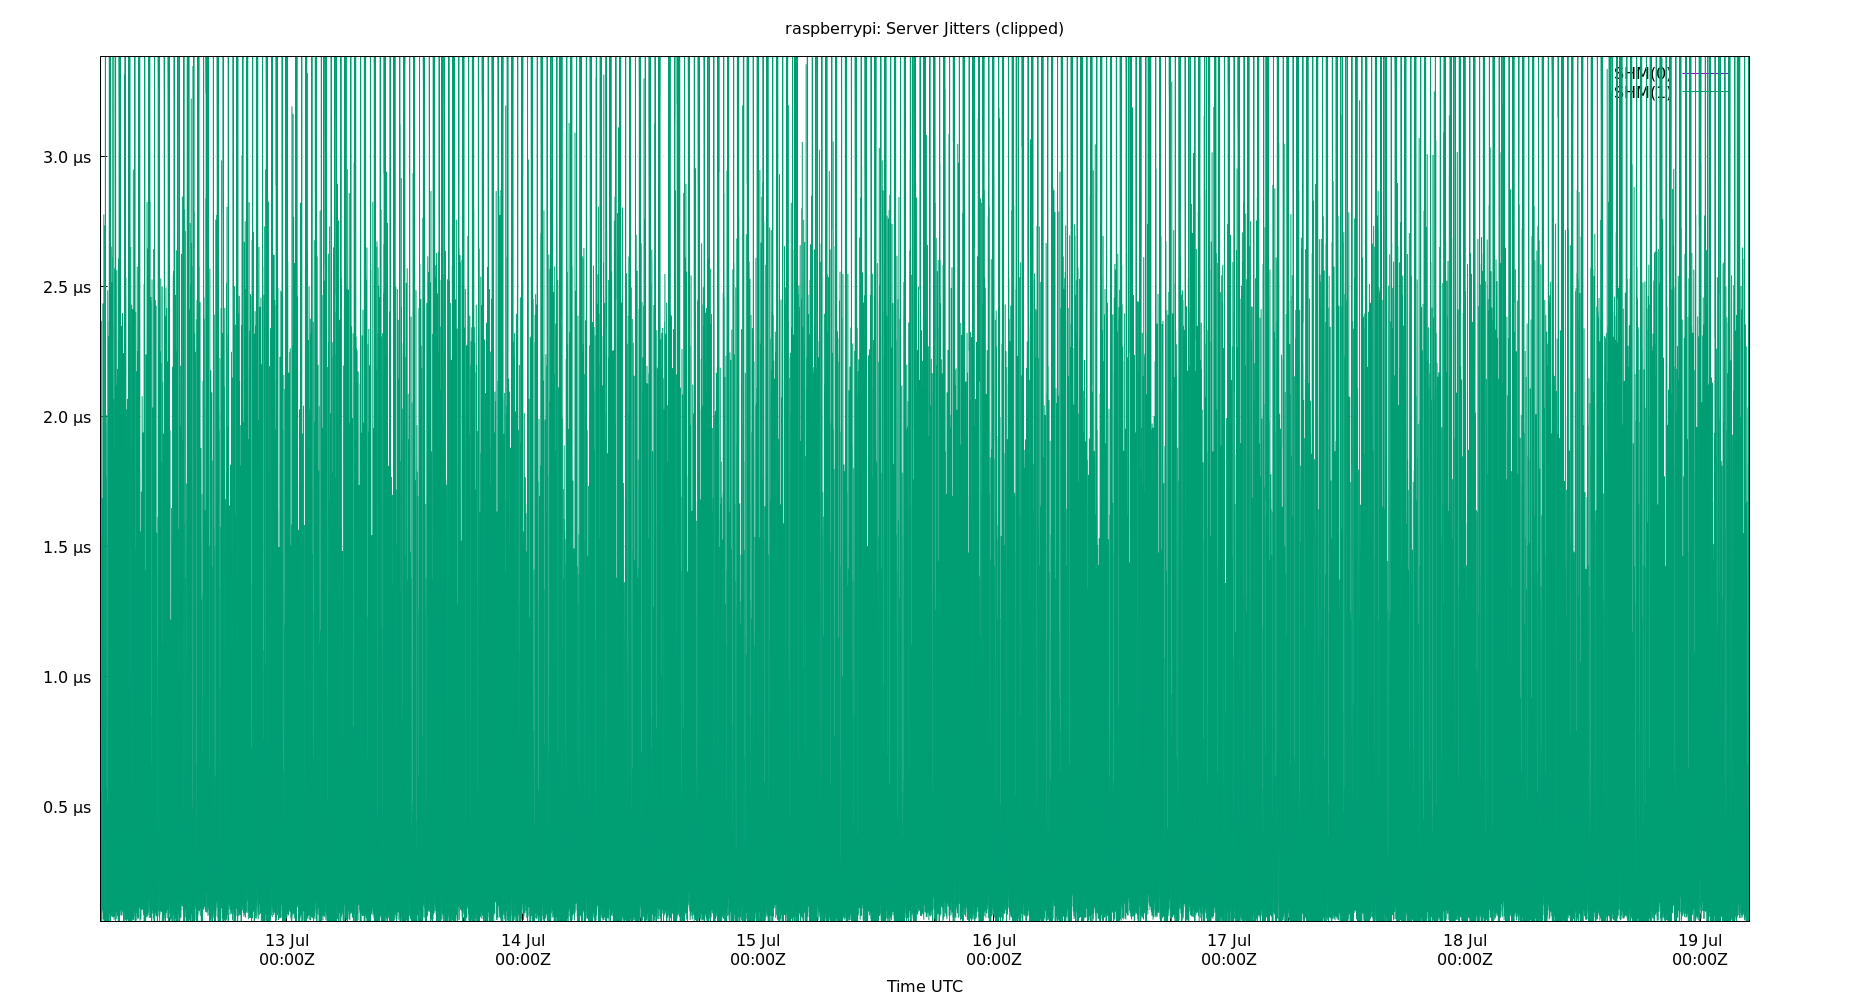 raspberrypi: Server Jitters (clipped)
SHM(0)
SHM(1)
3.0 µs
2.5 µs
2.0 µs
1.5 µs
1.0 µs
0.5 µs
13 Jul 14 Jul 15 Jul 16 Jul 17 Jul 18 Jul 19 Jul
00:00Z 00:00Z 00:00Z 00:00Z 00:00Z 00:00Z 00:00Z
Time UTC